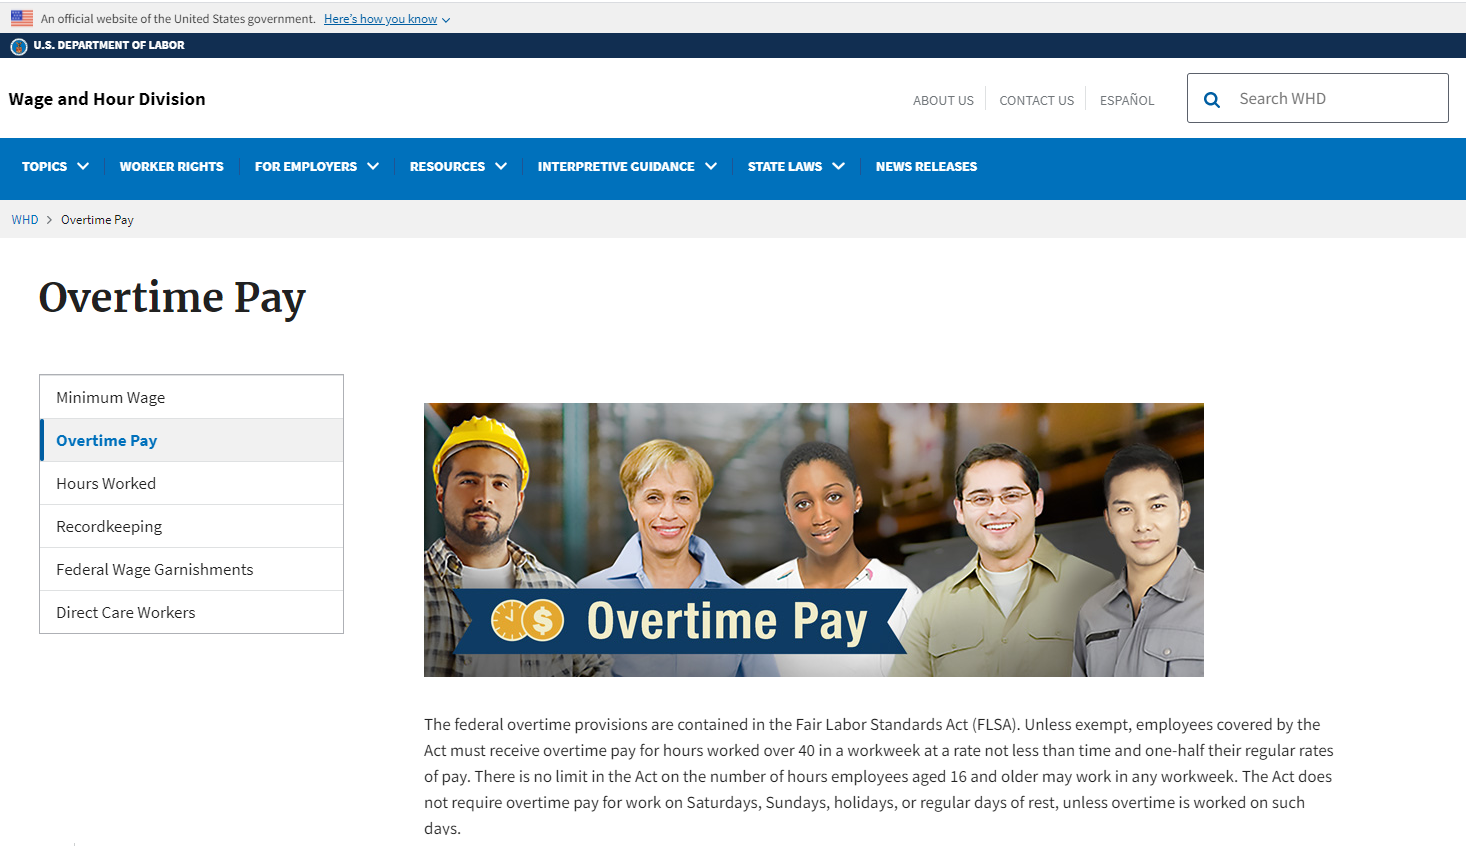 An official website of the United States government. Here's how you know
U.S. DEPARTMENT OF LABOR
Wage and Hour Division
ABOUT US
CONTACT US
ESPAÑOL
Search WHD
TOPICS
WORKER RIGHTS
FOR EMPLOYERS
RESOURCES
INTERPRETIVE GUIDANCE
STATE LAWS
NEWS RELEASES
WHD > Overtime Pay
Overtime Pay
Minimum Wage
Overtime Pay
Hours Worked
Recordkeeping
Federal Wage Garnishments
Direct Care Workers
$ Overtime Pay
The federal overtime provisions are contained in the Fair Labor Standards Act (FLSA). Unless exempt, employees covered by the
Act must receive overtime pay for hours worked over 40 in a workweek at a rate not less than time and one-half their regular rates
of pay. There is no limit in the Act on the number of hours employees aged 16 and older may work in any workweek. The Act does
not require overtime pay for work on Saturdays, Sundays, holidays, or regular days of rest, unless overtime is worked on such
days.